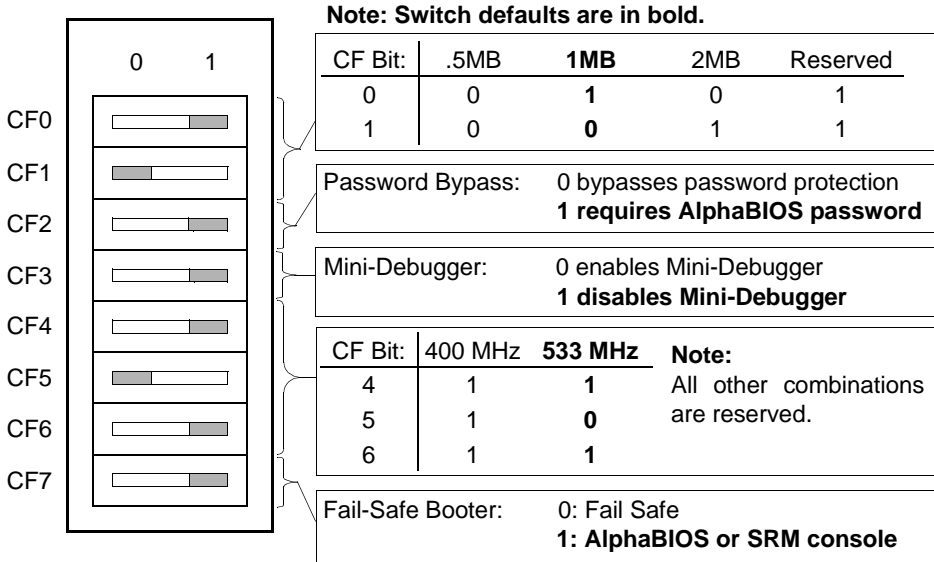 Note: Switch defaults are in bold.
0 1
CF0
CF1
CF2
CF3
CF4
CF5
CF6
CF7
CF Bit: .5MB 1MB 2MB Reserved
0 0 1 0 1
1 0 0 1 1
Password Bypass: 0 bypasses password protection
1 requires AlphaBIOS password
Mini-Debugger: 0 enables Mini-Debugger
1 disables Mini-Debugger
CF Bit: 400 MHz 533 MHz
4 1 1
5 1 0
6 1 1
Note:
All other combinations
are reserved.
Fail-Safe Booter: 0: Fail Safe
1: AlphaBIOS or SRM console